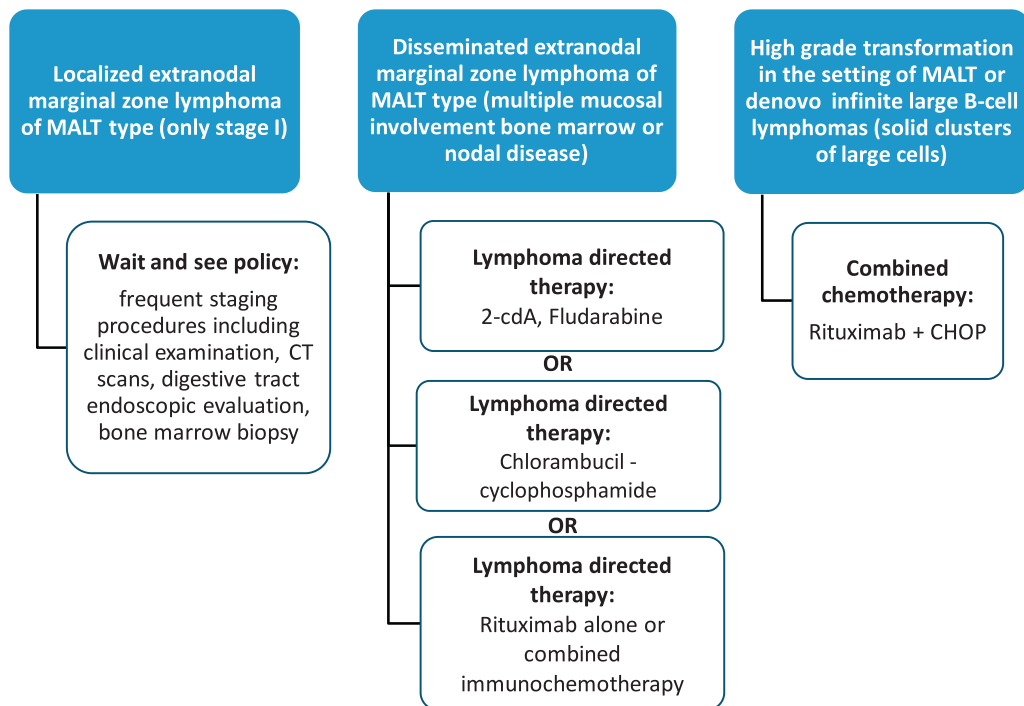 Localized extranodal
marginal zone lymphoma
of MALT type (only stage I)
Wait and see policy:
frequent staging
procedures including
clinical examination, CT
scans, digestive tract
endoscopic evaluation,
bone marrow biopsy
Disseminated extranodal
marginal zone lymphoma of
MALT type (multiple mucosal
involvement bone marrow or
nodal disease)
Lymphoma directed
therapy:
2-cdA, Fludarabine
OR
Lymphoma directed
therapy:
Chlorambucil -
cyclophosphamide
OR
Lymphoma directed
therapy:
Rituximab alone or
combined
immunochemotherapy
High grade transformation
in the setting of MALT or
denovo infinite large B-cell
lymphomas (solid clusters
of large cells)
Combined
chemotherapy:
Rituximab + CHOP